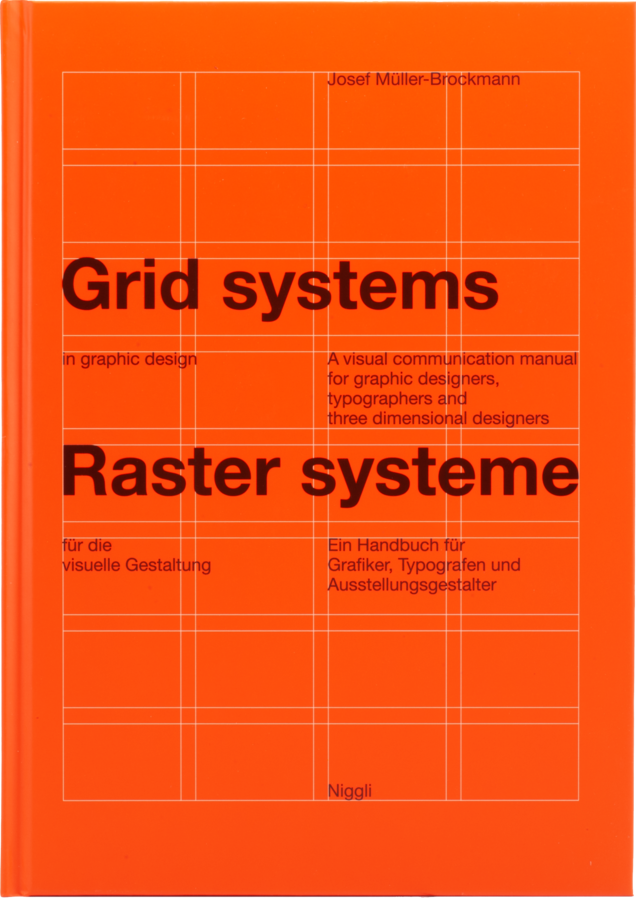 Josef Müller-Brockmann
Grid systems
in graphic design
A visual communication manual
for graphic designers,
typographers and
three dimensional designers
Raster systeme
für die
visuelle Gestaltung
Ein Handbuch für
Grafiker, Typografen und
Ausstellungsgestalter
Niggli